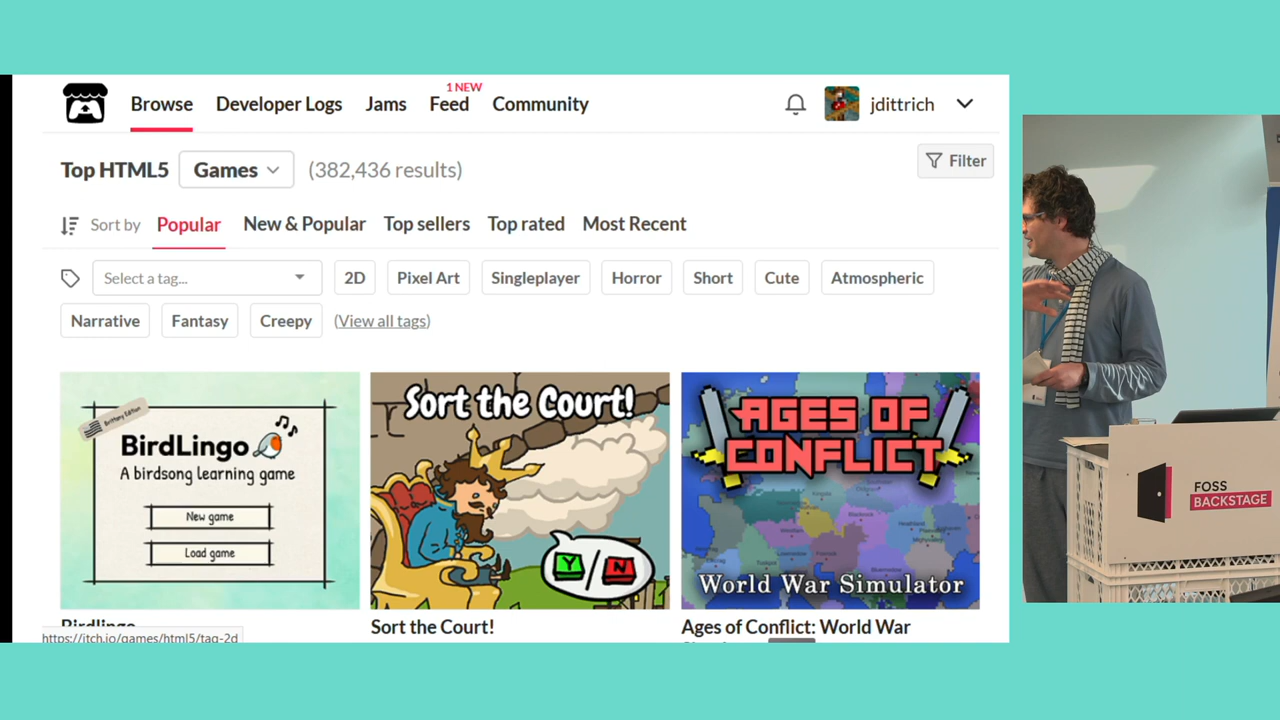 Browse Developer Logs Jams Feed Community jdittrich
1 NEW
Top HTML5 Games (382,436 results) Filter
Sort by Popular New & Popular Top sellers Top rated Most Recent
Select a tag... 2D Pixel Art Singleplayer Horror Short Cute Atmospheric
Narrative Fantasy Creepy (View all tags)
Brittany Edition
BirdLingo
A birdsong learning game
New game
Load game
Sort the Court!
Y/N
AGES OF
CONFLICT
World War Simulator
Birdlingo
Sort the Court!
Ages of Conflict: World War
https://itch.io/games/html5/tag-2d
FOSS
BACKSTAGE